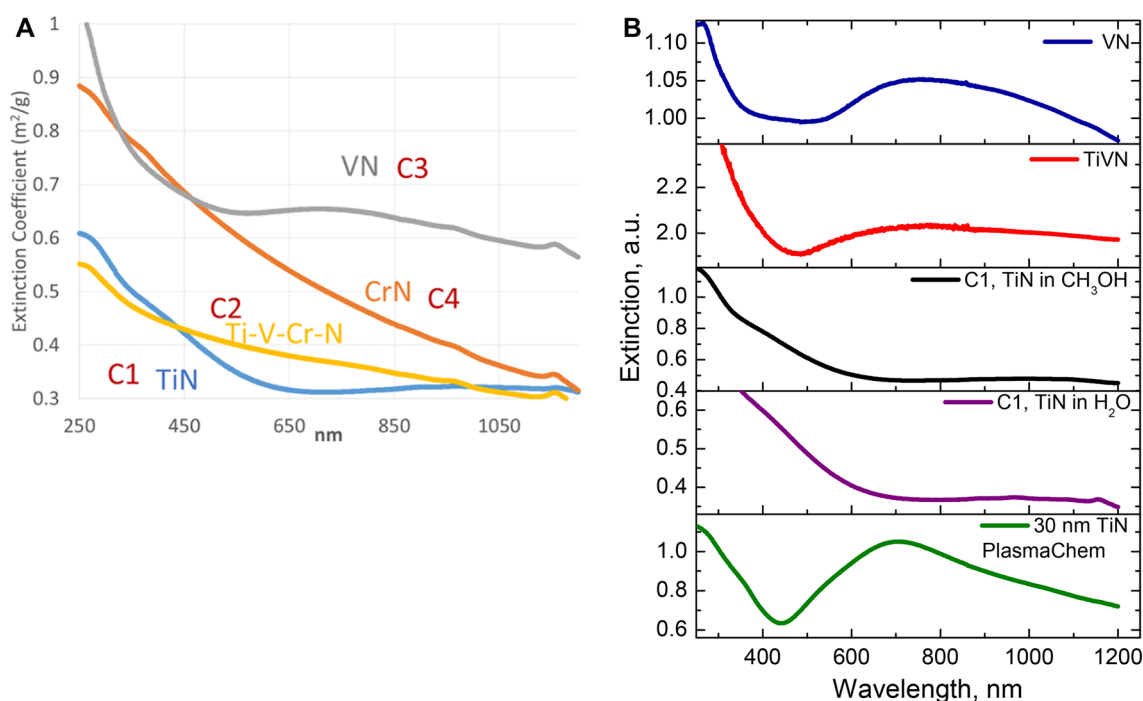 A
Extinction Coefficient (m²/g)
1
0.9
0.8
0.7
0.6
0.5
0.4
0.3
250
450
650
850
1050
nm
VN C3
CrN C4
C2
Ti-V-Cr-N
C1 TiN
B
Extinction, a.u.
VN
1.10
1.05
1.00
TiVN
2.2
2.0
C1, TiN in CH₃OH
1.0
0.8
0.6
0.4
C1, TiN in H₂O
0.6
0.5
0.4
30 nm TiN
PlasmaChem
1.0
0.8
0.6
400
600
800
1000
1200
Wavelength, nm